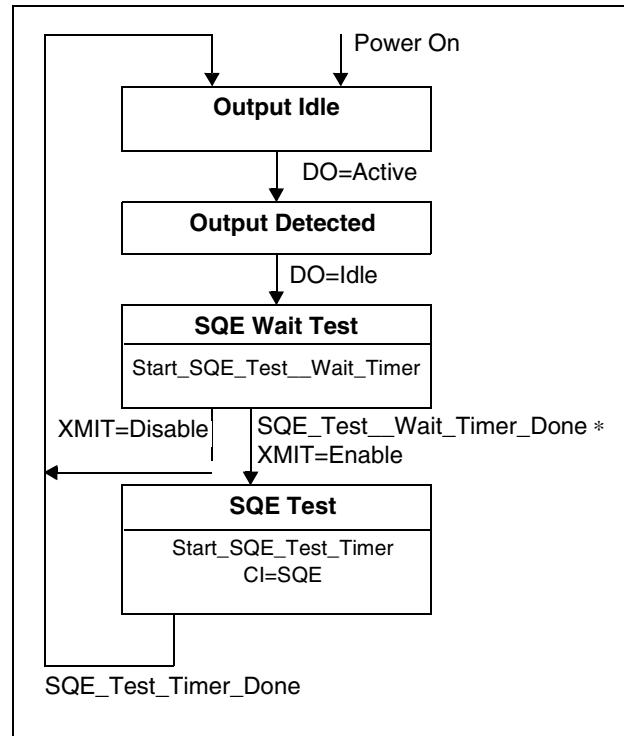 Power On
Output Idle
DO=Active
Output Detected
DO=Idle
SQE Wait Test
Start_SQE_Test__Wait_Timer
XMIT=Disable
SQE_Test__Wait_Timer_Done *
XMIT=Enable
SQE Test
Start_SQE_Test_Timer
CI=SQE
SQE_Test_Timer_Done